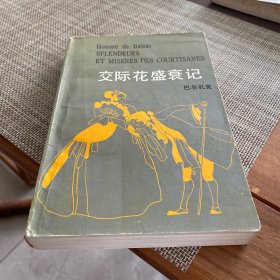 Honoré de Balzac
SPLENDEURS
ET MISERES DES COURTISANES
交际花盛衰记
巴尔扎克